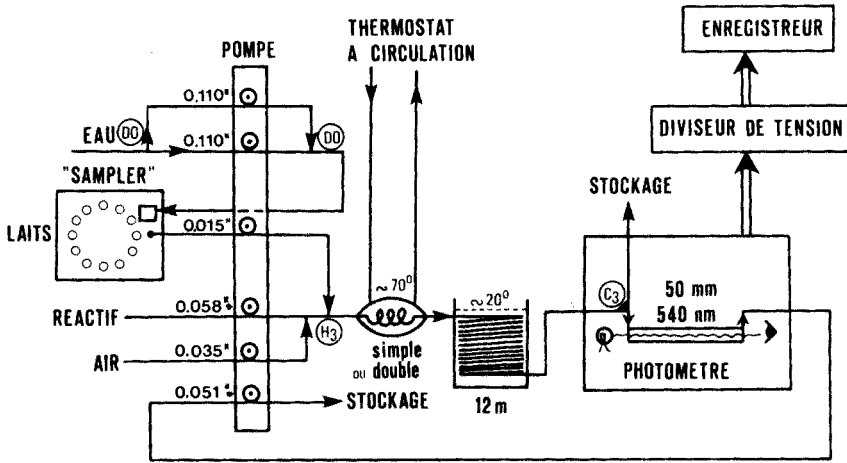 ENREGISTREUR
THERMOSTAT
A CIRCULATION
POMPE
0.110"
EAU
DO
0.110"
DO
DIVISEUR DE TENSION
"SAMPLER"
STOCKAGE
LAITS
0.015"
~ 70°
~ 20°
C3
50 mm
540 nm
REACTIF
0.058"
H3
AIR
0.035"
simple
ou double
PHOTOMETRE
0.051"
STOCKAGE
12 m